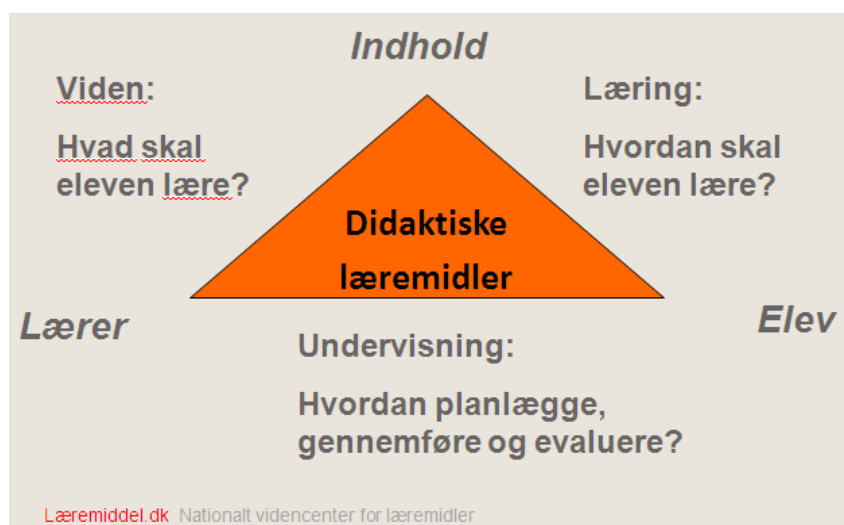 Indhold
Viden:
Hvad skal
eleven lære?
Læring:
Hvordan skal
eleven lære?
Didaktiske
læremidler
Lærer
Elev
Undervisning:
Hvordan planlægge,
gennemføre og evaluere?
Læremiddel.dk Nationalt videncenter for læremidler